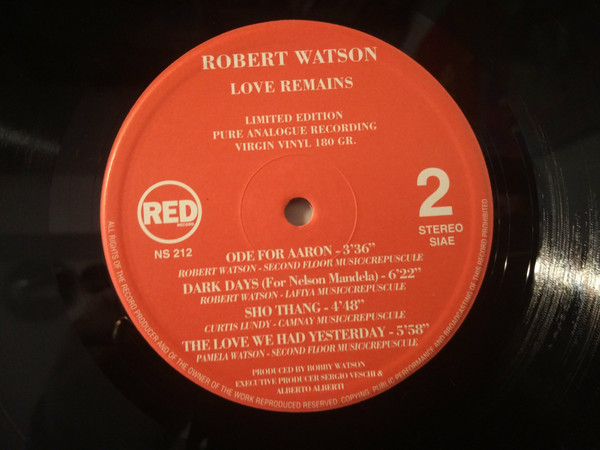 ROBERT WATSON
LOVE REMAINS
LIMITED EDITION
PURE ANALOGUE RECORDING
VIRGIN VINYL 180 GR.
RED
RECORD
NS 212
2
STEREO
SIAE
ODE FOR AARON - 3'36"
ROBERT WATSON - SECOND FLOOR MUSIC/CREPUSCULE
DARK DAYS (For Nelson Mandela) - 6'22"
ROBERT WATSON - LAFIYA MUSIC/CREPUSCULE
SHO THANG - 4'48"
CURTIS LUNDY - CAMNAY MUSIC/CREPUSCULE
THE LOVE WE HAD YESTERDAY - 5'58"
PAMELA WATSON - SECOND FLOOR MUSIC/CREPUSCULE
PRODUCED BY BOBBY WATSON
EXECUTIVE PRODUCER SERGIO VESCHI &
ALBERTO ALBERTI
ALL RIGHTS OF THE RECORD PRODUCER AND OF THE OWNER OF THE WORK REPRODUCED RESERVED. COPYING, PUBLIC PERFORMANCE AND BROADCASTING OF THIS RECORD PROHIBITED